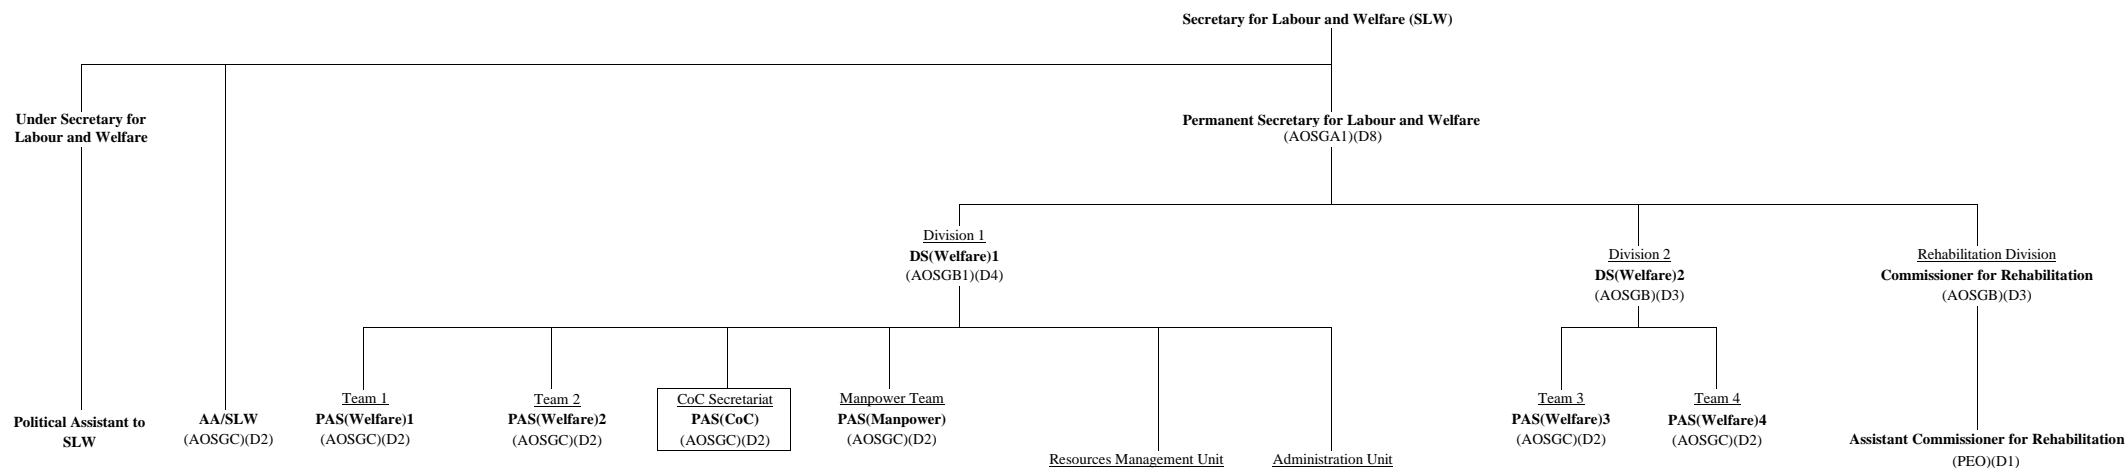 Secretary for Labour and Welfare (SLW)
Under Secretary for
Labour and Welfare
Permanent Secretary for Labour and Welfare
(AOSGA1)(D8)
Division 1
DS(Welfare)1
(AOSGB1)(D4)
Division 2
DS(Welfare)2
(AOSGB)(D3)
Rehabilitation Division
Commissioner for Rehabilitation
(AOSGB)(D3)
Political Assistant to
SLW
AA/SLW
(AOSGC)(D2)
Team 1
PAS(Welfare)1
(AOSGC)(D2)
Team 2
PAS(Welfare)2
(AOSGC)(D2)
CoC Secretariat
PAS(CoC)
(AOSGC)(D2)
Manpower Team
PAS(Manpower)
(AOSGC)(D2)
Resources Management Unit
Administration Unit
Team 3
PAS(Welfare)3
(AOSGC)(D2)
Team 4
PAS(Welfare)4
(AOSGC)(D2)
Assistant Commissioner for Rehabilitation
(PEO)(D1)